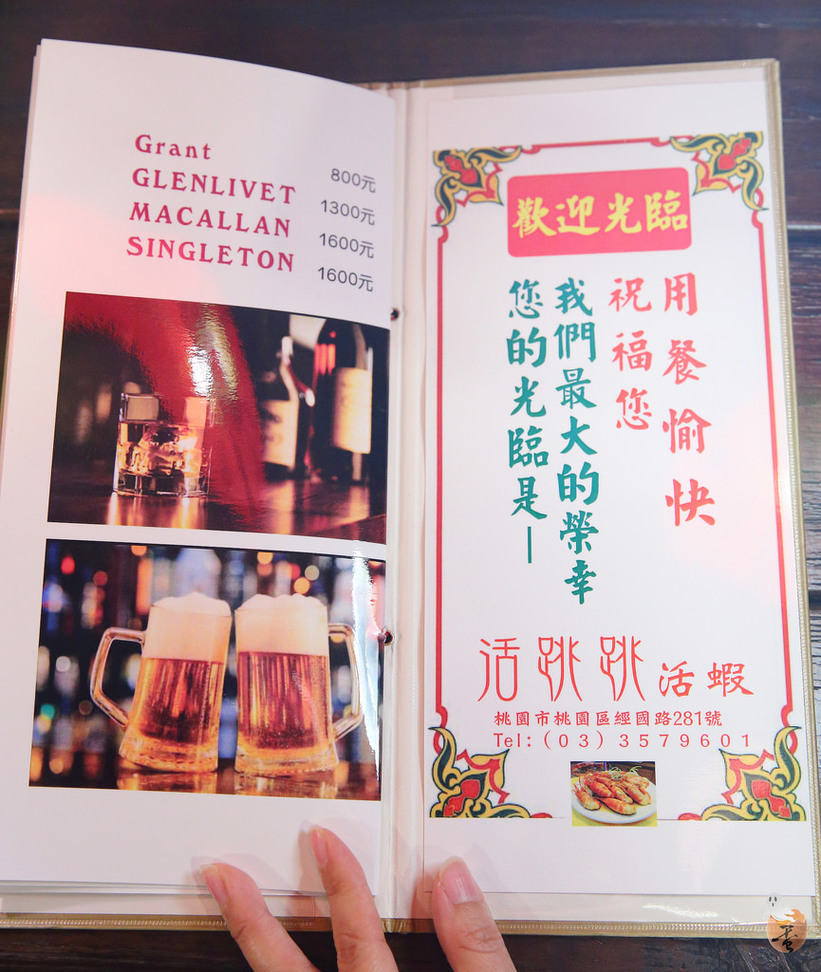 Grant 800元
GLENLIVET 1300元
MACALLAN 1600元
SINGLETON 1600元
歡迎光臨
您的光臨是—
我們最大的榮幸
祝福您
用餐愉快
活跳跳活蝦
桃園市桃園區經國路281號
Tel:(03)3579601